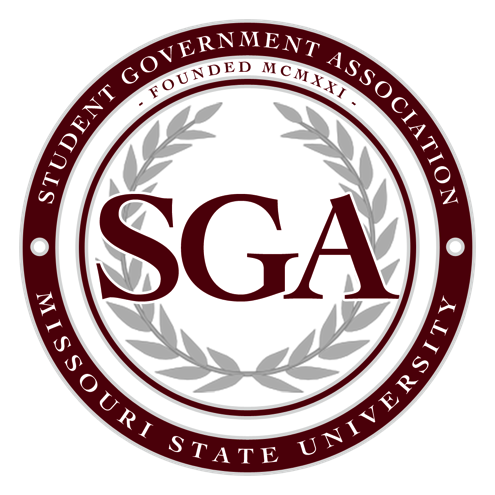 STUDENT GOVERNMENT ASSOCIATION
- FOUNDED MCMXXI -
SGA
MISSOURI STATE UNIVERSITY